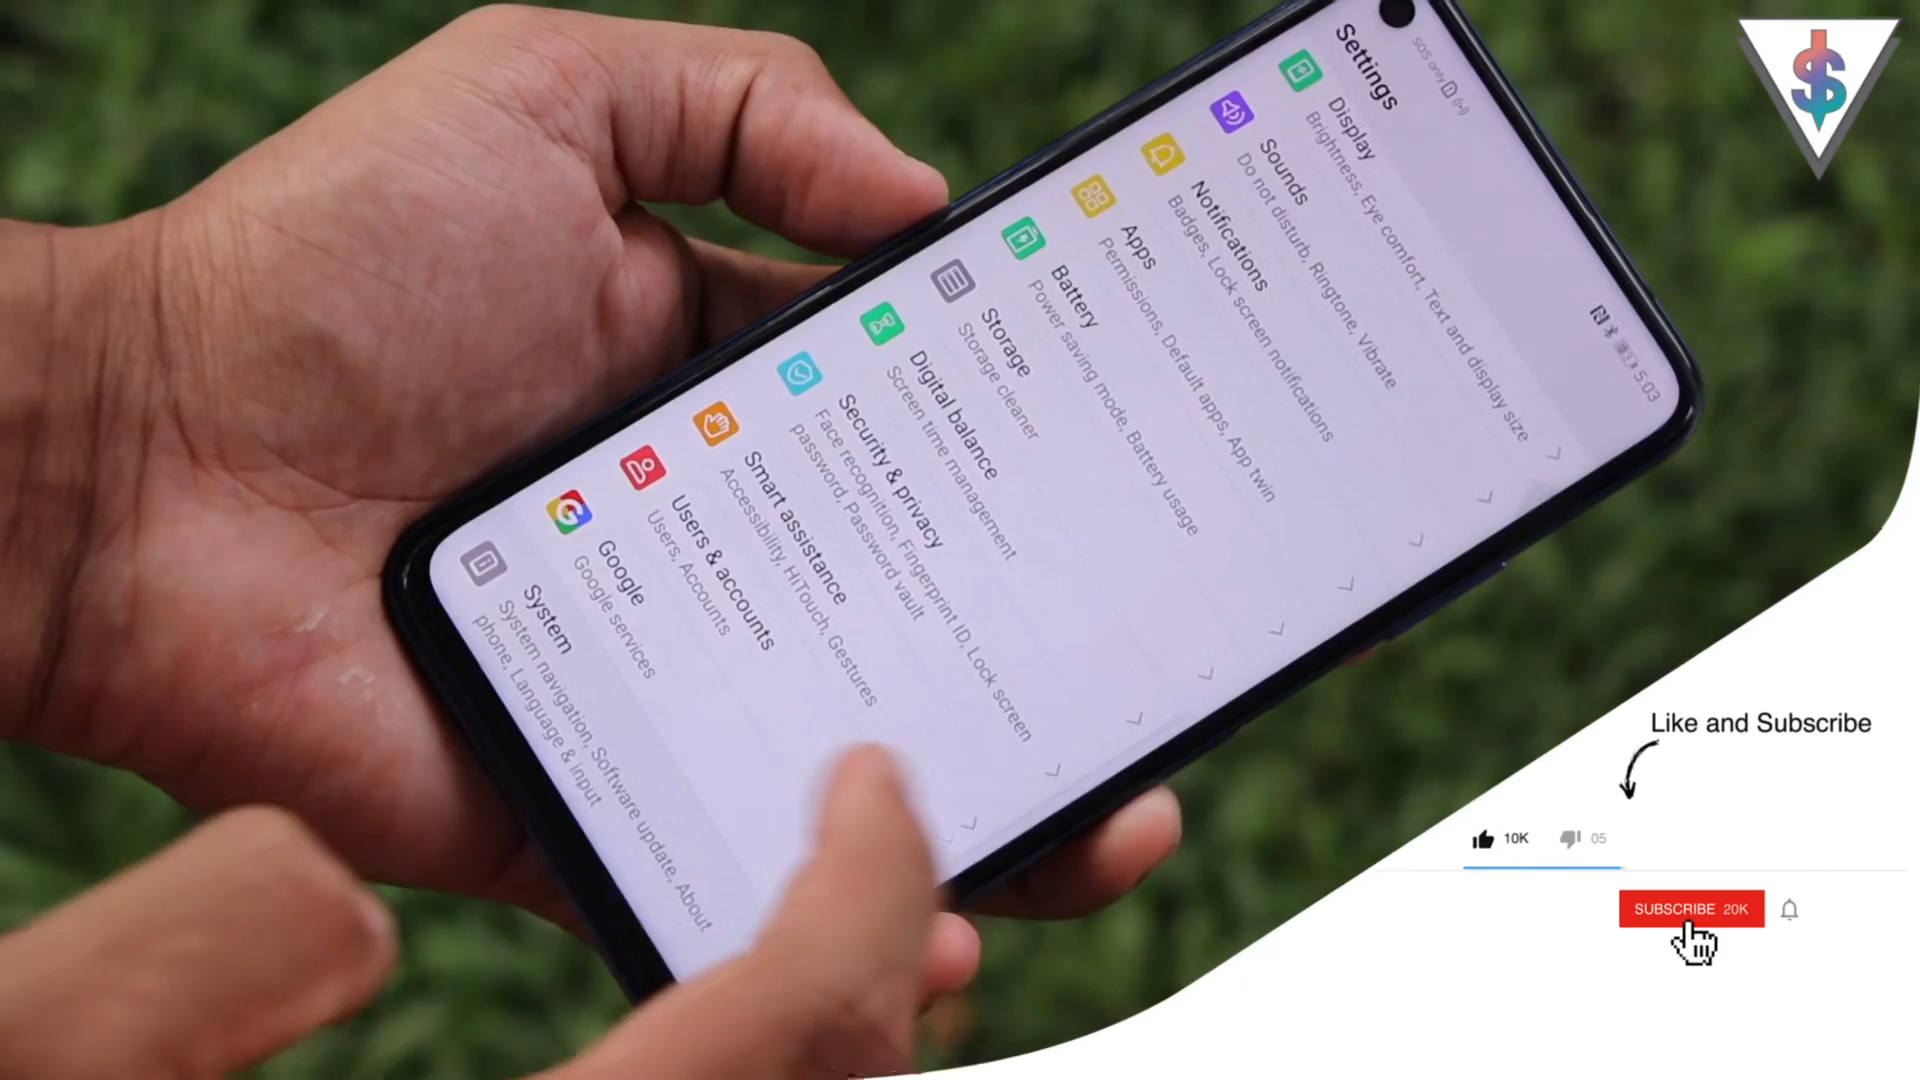 SOS only
5:03
Settings
Display
Brightness, Eye comfort, Text and display size
Sounds
Do not disturb, Ringtone, Vibrate
Notifications
Badges, Lock screen notifications
Apps
Permissions, Default apps, App twin
Battery
Power saving mode, Battery usage
Storage
Storage cleaner
Digital balance
Screen time management
Security & privacy
Face recognition, Fingerprint ID, Lock screen
password, Password vault
Smart assistance
Accessibility, HiTouch, Gestures
Users & accounts
Users, Accounts
Google
Google services
System
System navigation, Software update, About
phone, Language & input
$
Like and Subscribe
10K 05
SUBSCRIBE 20K